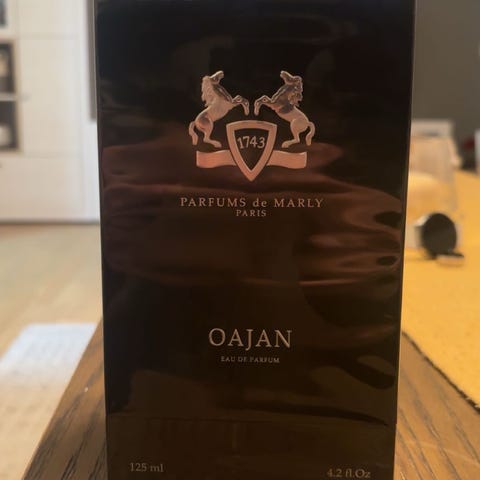 1743
PARFUMS de MARLY
PARIS
OAJAN
EAU DE PARFUM
125 ml
4.2 fl.Oz